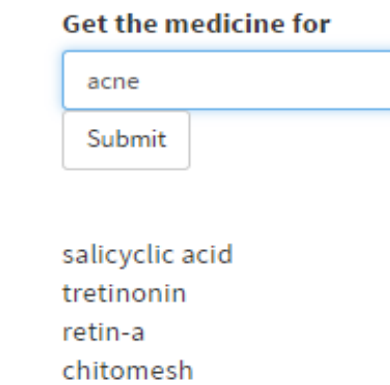 Get the medicine for
acne
Submit
salicyclic acid
tretinonin
retin-a
chitomesh